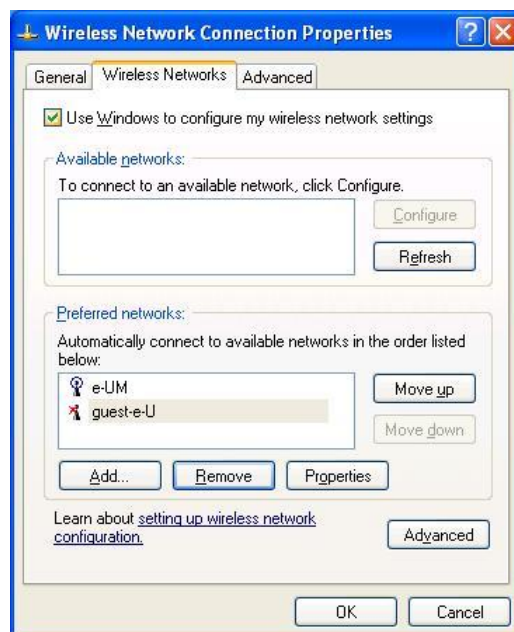 Wireless Network Connection Properties
General Wireless Networks Advanced
Use Windows to configure my wireless network settings
Available networks:
To connect to an available network, click Configure.
Configure
Refresh
Preferred networks:
Automatically connect to available networks in the order listed
below:
e-UM
guest-e-U
Move up
Move down
Add... Remove Properties
Learn about setting up wireless network
configuration.
Advanced
OK Cancel